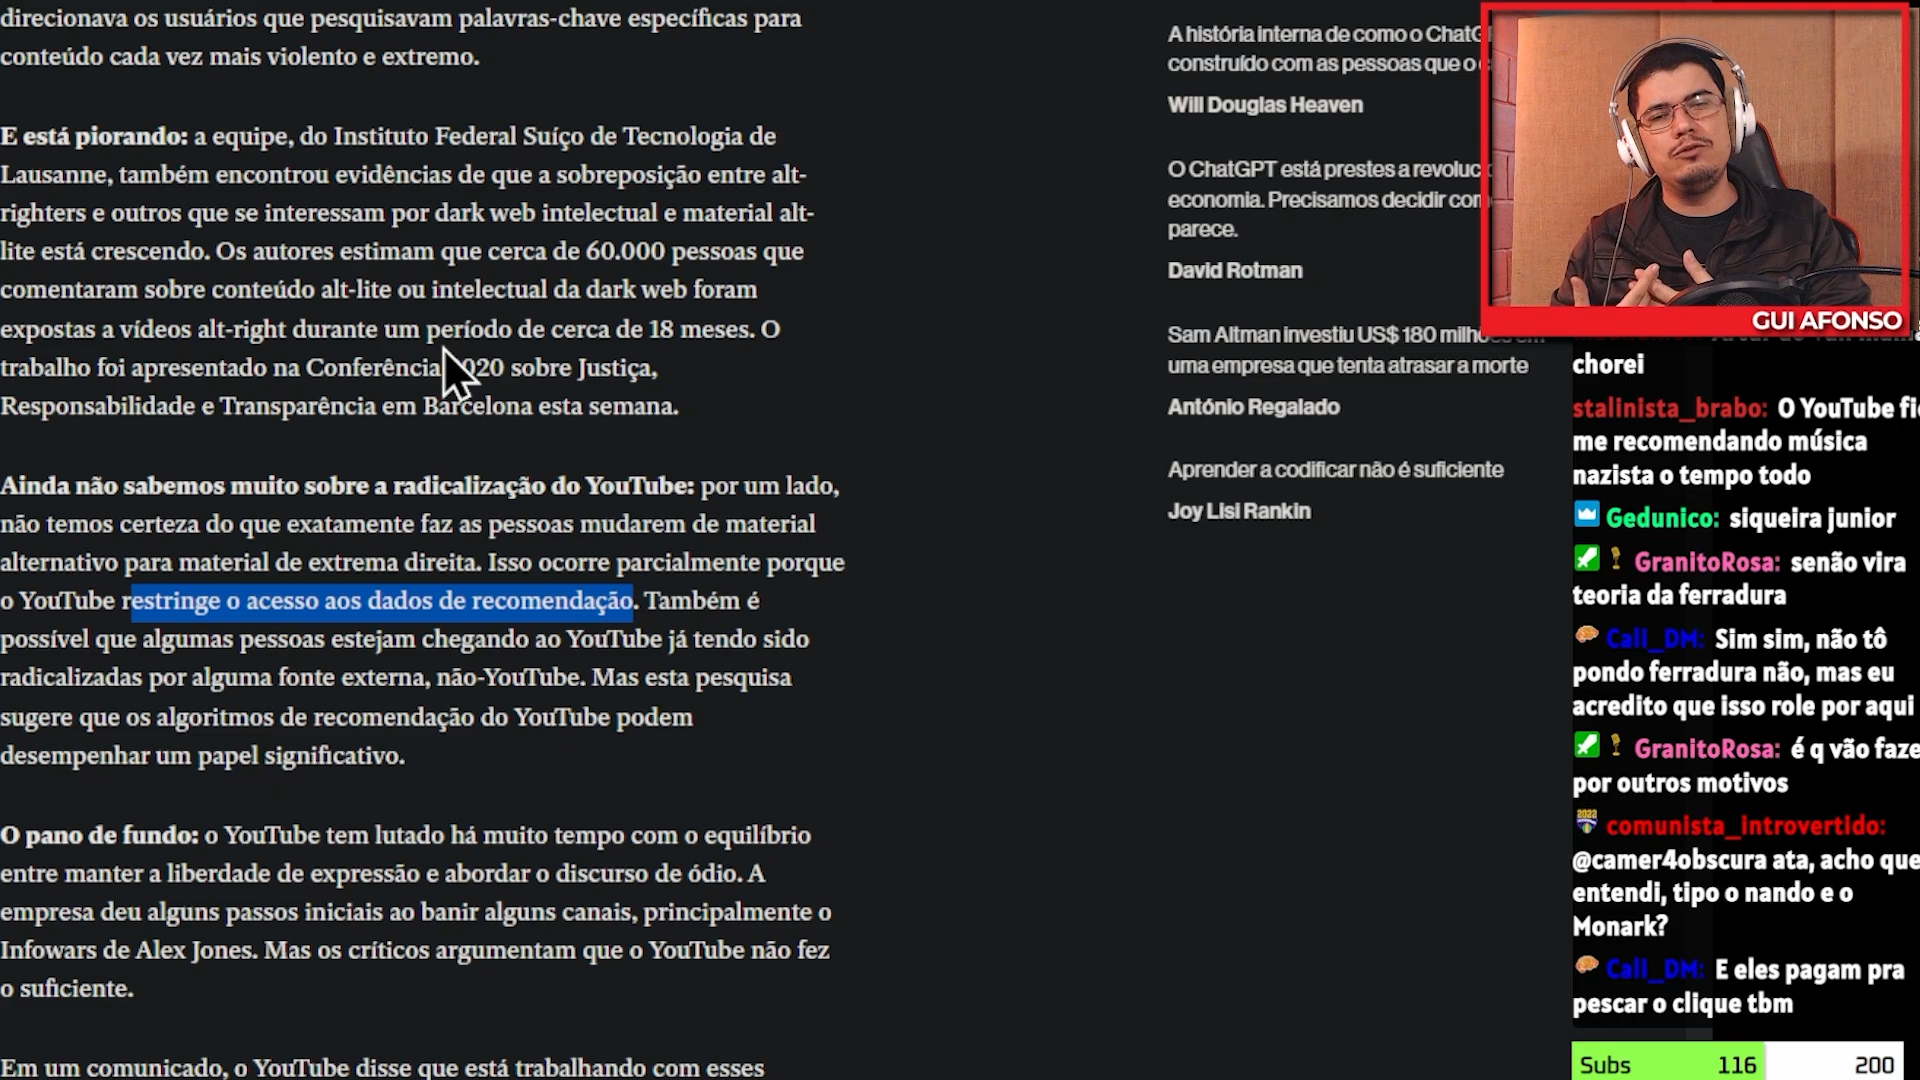 direcionava os usuários que pesquisavam palavras-chave específicas para
conteúdo cada vez mais violento e extremo.
E está piorando: a equipe, do Instituto Federal Suíço de Tecnologia de
Lausanne, também encontrou evidências de que a sobreposição entre alt-
righters e outros que se interessam por dark web intelectual e material alt-
lite está crescendo. Os autores estimam que cerca de 60.000 pessoas que
comentaram sobre conteúdo alt-lite ou intelectual da dark web foram
expostas a vídeos alt-right durante um período de cerca de 18 meses. O
trabalho foi apresentado na Conferência 2020 sobre Justiça,
Responsabilidade e Transparência em Barcelona esta semana.
Ainda não sabemos muito sobre a radicalização do YouTube: por um lado,
não temos certeza do que exatamente faz as pessoas mudarem de material
alternativo para material de extrema direita. Isso ocorre parcialmente porque
o YouTube restringe o acesso aos dados de recomendação. Também é
possível que algumas pessoas estejam chegando ao YouTube já tendo sido
radicalizadas por alguma fonte externa, não-YouTube. Mas esta pesquisa
sugere que os algoritmos de recomendação do YouTube podem
desempenhar um papel significativo.
O pano de fundo: o YouTube tem lutado há muito tempo com o equilíbrio
entre manter a liberdade de expressão e abordar o discurso de ódio. A
empresa deu alguns passos iniciais ao banir alguns canais, principalmente o
Infowars de Alex Jones. Mas os críticos argumentam que o YouTube não fez
o suficiente.
Em um comunicado, o YouTube disse que está trabalhando com esses
A história interna de como o ChatG
construído com as pessoas que o
Will Douglas Heaven
O ChatGPT está prestes a revoluc
economia. Precisamos decidir com
parece.
David Rotman
Sam Altman investiu US$ 180 milhões em
uma empresa que tenta atrasar a morte
António Regalado
Aprender a codificar não é suficiente
Joy Lisi Rankin
GUI AFONSO
chorei
stalinista_brabo: O YouTube fic
me recomendando música
nazista o tempo todo
Gedunico: siqueira junior
GranitoRosa: senão vira
teoria da ferradura
Call_DM: Sim sim, não tô
pondo ferradura não, mas eu
acredito que isso role por aqui
GranitoRosa: é q vão faze
por outros motivos
comunista_introvertido:
@camer4obscura ata, acho que
entendi, tipo o nando e o
Monark?
Call_DM: E eles pagam pra
pescar o clique tbm
Subs 116 200